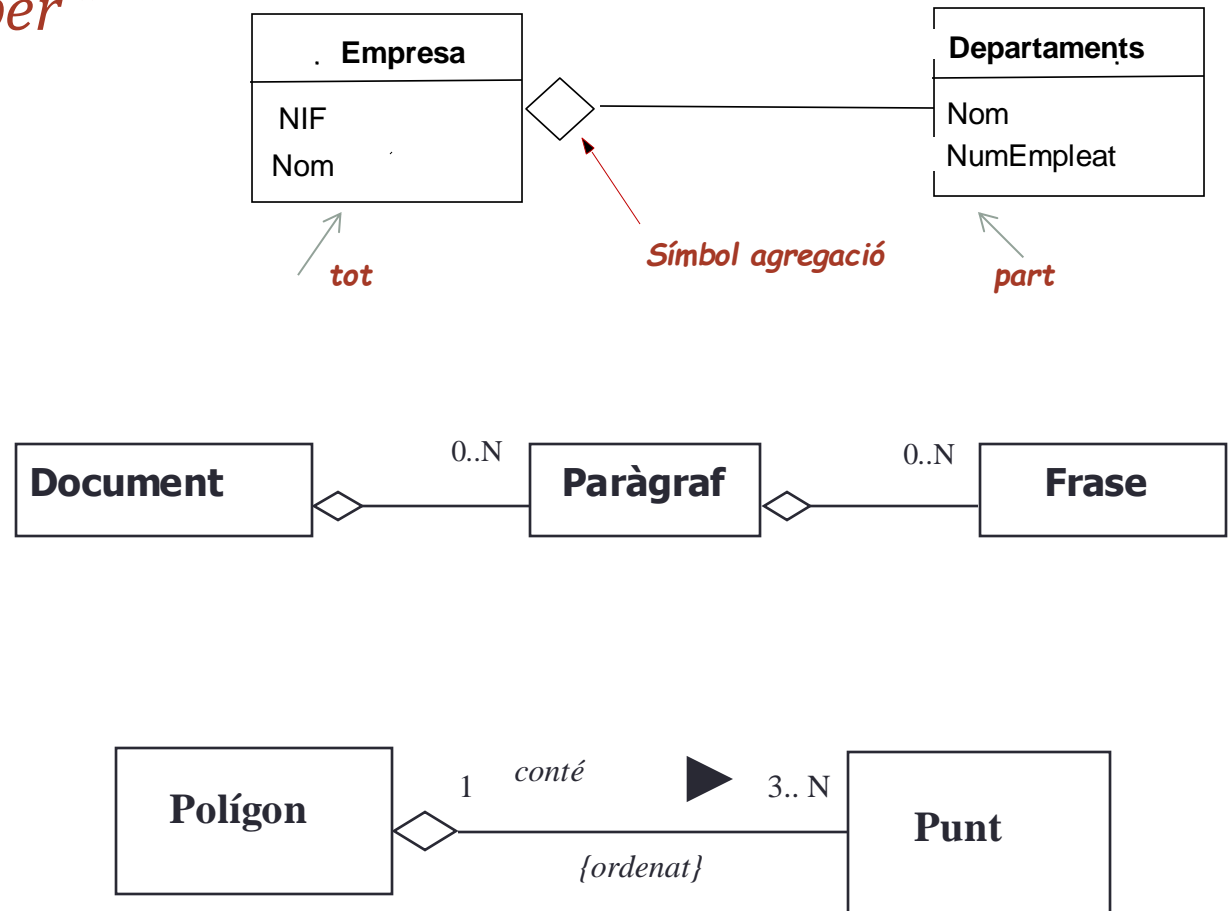 per
Empresa
Departaments
NIF
Nom
Nom
NumEmpleat
Símbol agregació
tot
part
0..N
0..N
Document
Paràgraf
Frase
1
conté
3.. N
Polígon
Punt
{ordenat}